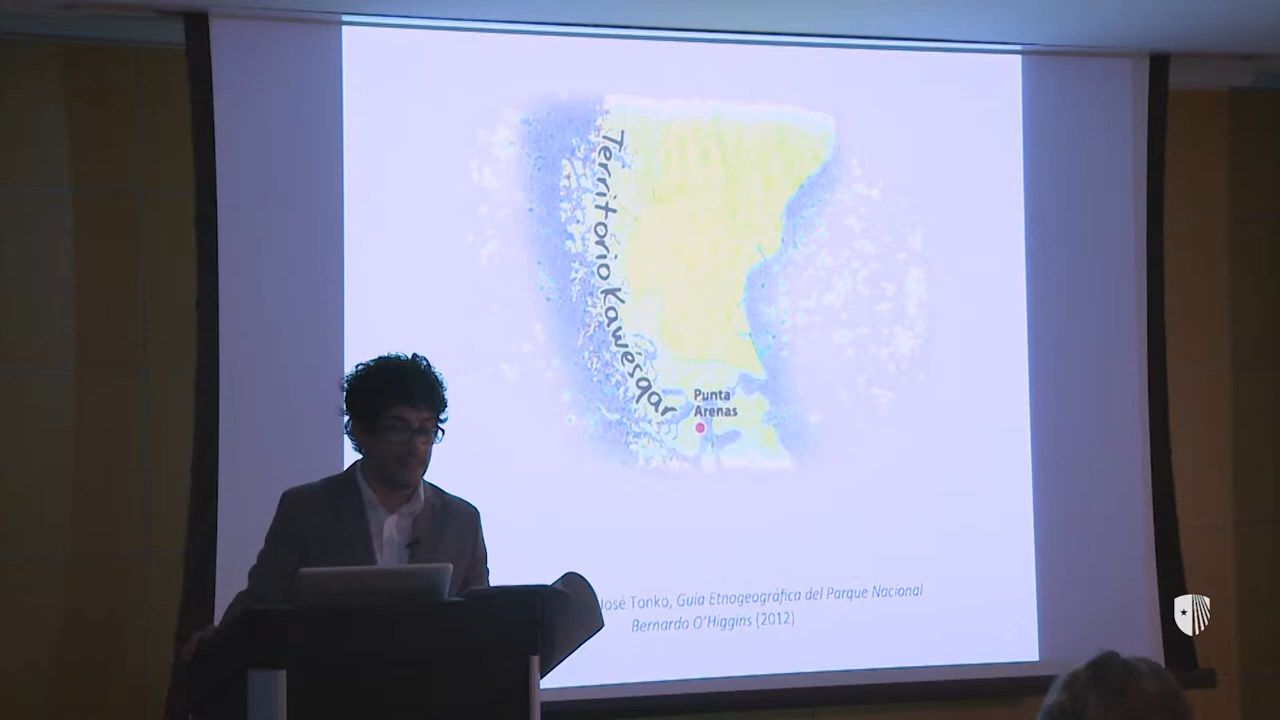 Territorio Kawésqar
Punta
Arenas
José Tonko, Guía Etnogeográfica del Parque Nacional
Bernardo O'Higgins (2012)